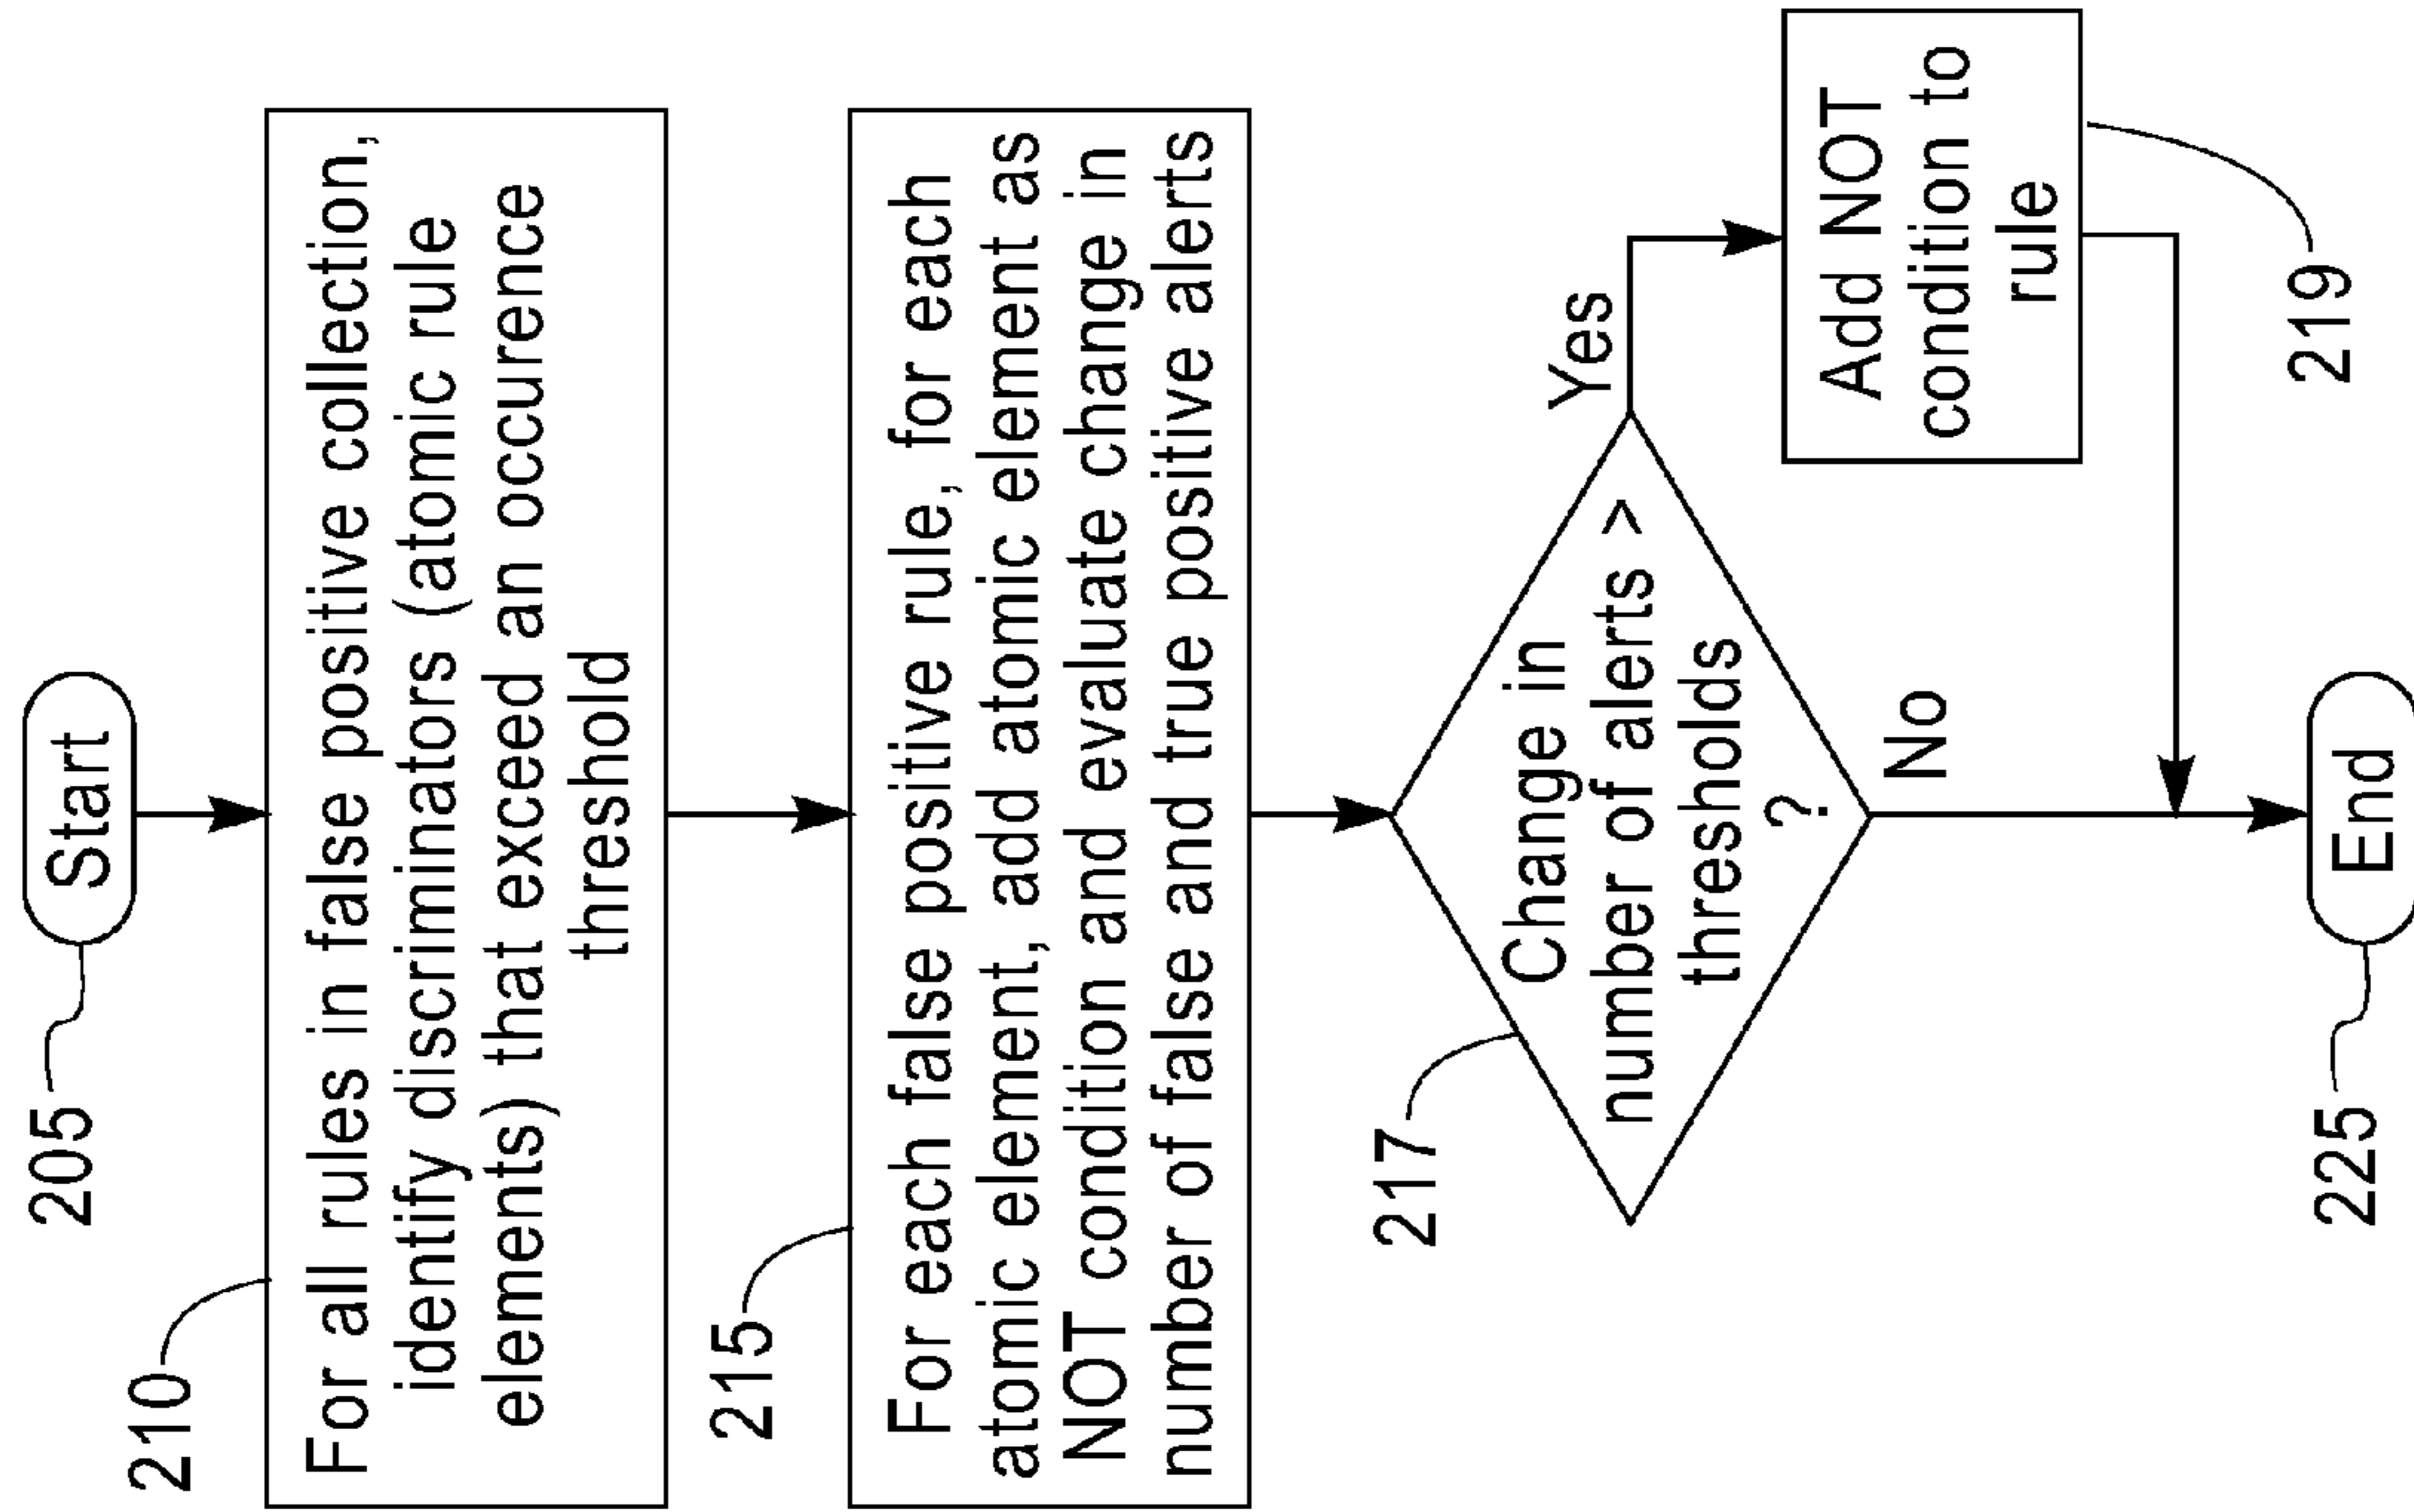 205
Start
210
For all rules in false positive collection,
identify discriminators (atomic rule
elements) that exceed an occurence
threshold
215
For each false positive rule, for each
atomic element, add atomic element as
NOT condition and evaluate change in
number of false and true positive alerts
217
Change in
number of alerts >
thresholds
?
Yes
No
Add NOT
condition to
rule
219
225
End